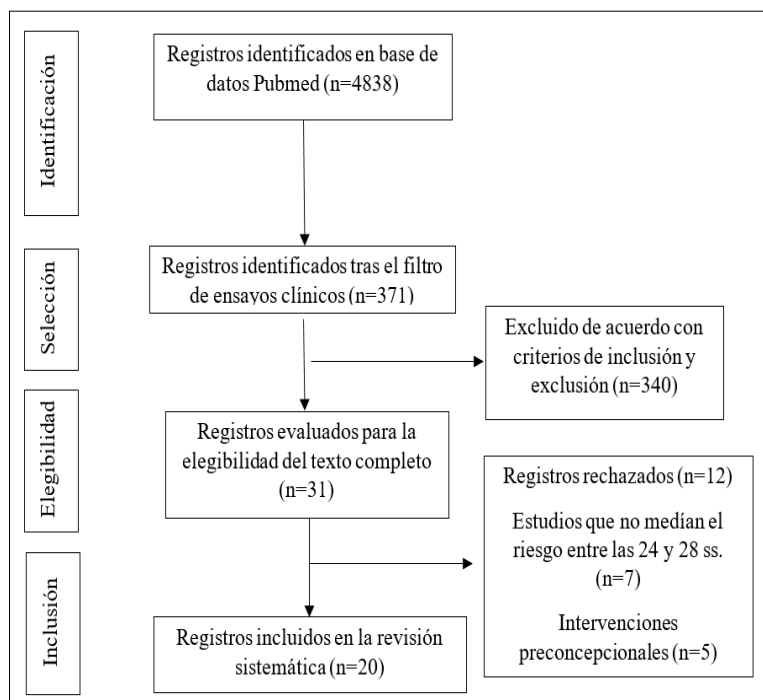 Identificación
Registros identificados en base de
datos Pubmed (n=4838)
Selección
Registros identificados tras el filtro
de ensayos clínicos (n=371)
Excluido de acuerdo con
criterios de inclusión y
exclusión (n=340)
Elegibilidad
Registros evaluados para la
elegibilidad del texto completo
(n=31)
Registros rechazados (n=12)
Estudios que no medían el
riesgo entre las 24 y 28 ss.
(n=7)
Intervenciones
preconcepcionales (n=5)
Inclusión
Registros incluidos en la revisión
sistemática (n=20)